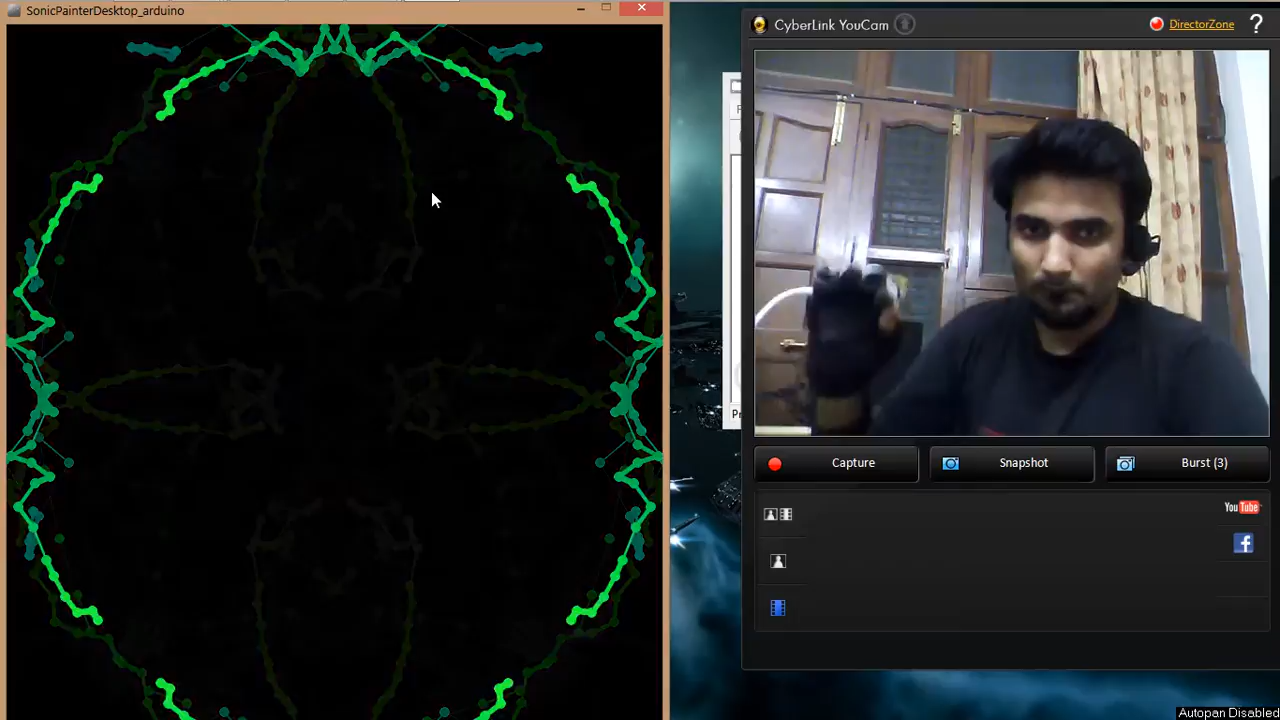 SonicPainterDesktop_arduino
CyberLink YouCam
DirectorZone
?
Capture
Snapshot
Burst (3)
YouTube
f
Autopan Disabled